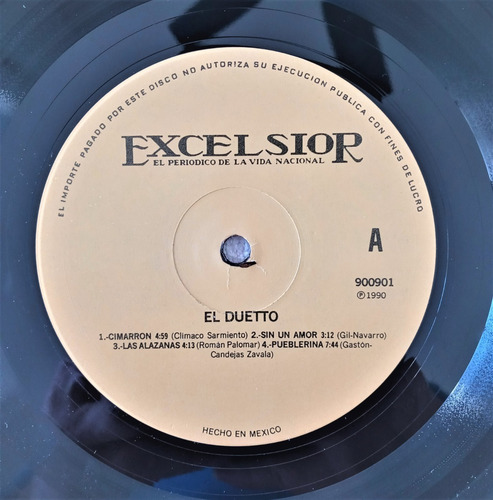 EL IMPORTE PAGADO POR ESTE DISCO NO AUTORIZA SU EJECUCION PUBLICA CON FINES DE LUCRO
EXCELSIOR
EL PERIODICO DE LA VIDA NACIONAL
A
900901
Ⓟ1990
EL DUETTO
1.-CIMARRON 4:59 (Climaco Sarmiento) 2.-SIN UN AMOR 3:12 (Gil-Navarro)
3.-LAS ALAZANAS 4:13 (Román Palomar) 4.-PUEBLERINA 7:44 (Gastón-
Candejas Zavala)
HECHO EN MEXICO